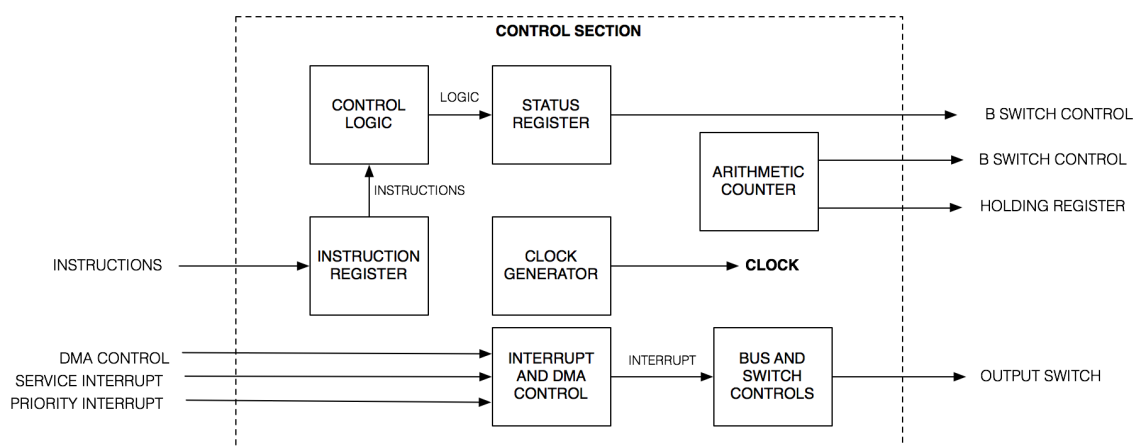 CONTROL SECTION
CONTROL
LOGIC
LOGIC
STATUS
REGISTER
B SWITCH CONTROL
ARITHMETIC
COUNTER
B SWITCH CONTROL
HOLDING REGISTER
INSTRUCTIONS
INSTRUCTIONS
INSTRUCTION
REGISTER
CLOCK
GENERATOR
CLOCK
DMA CONTROL
SERVICE INTERRUPT
PRIORITY INTERRUPT
INTERRUPT
AND DMA
CONTROL
INTERRUPT
BUS AND
SWITCH
CONTROLS
OUTPUT SWITCH